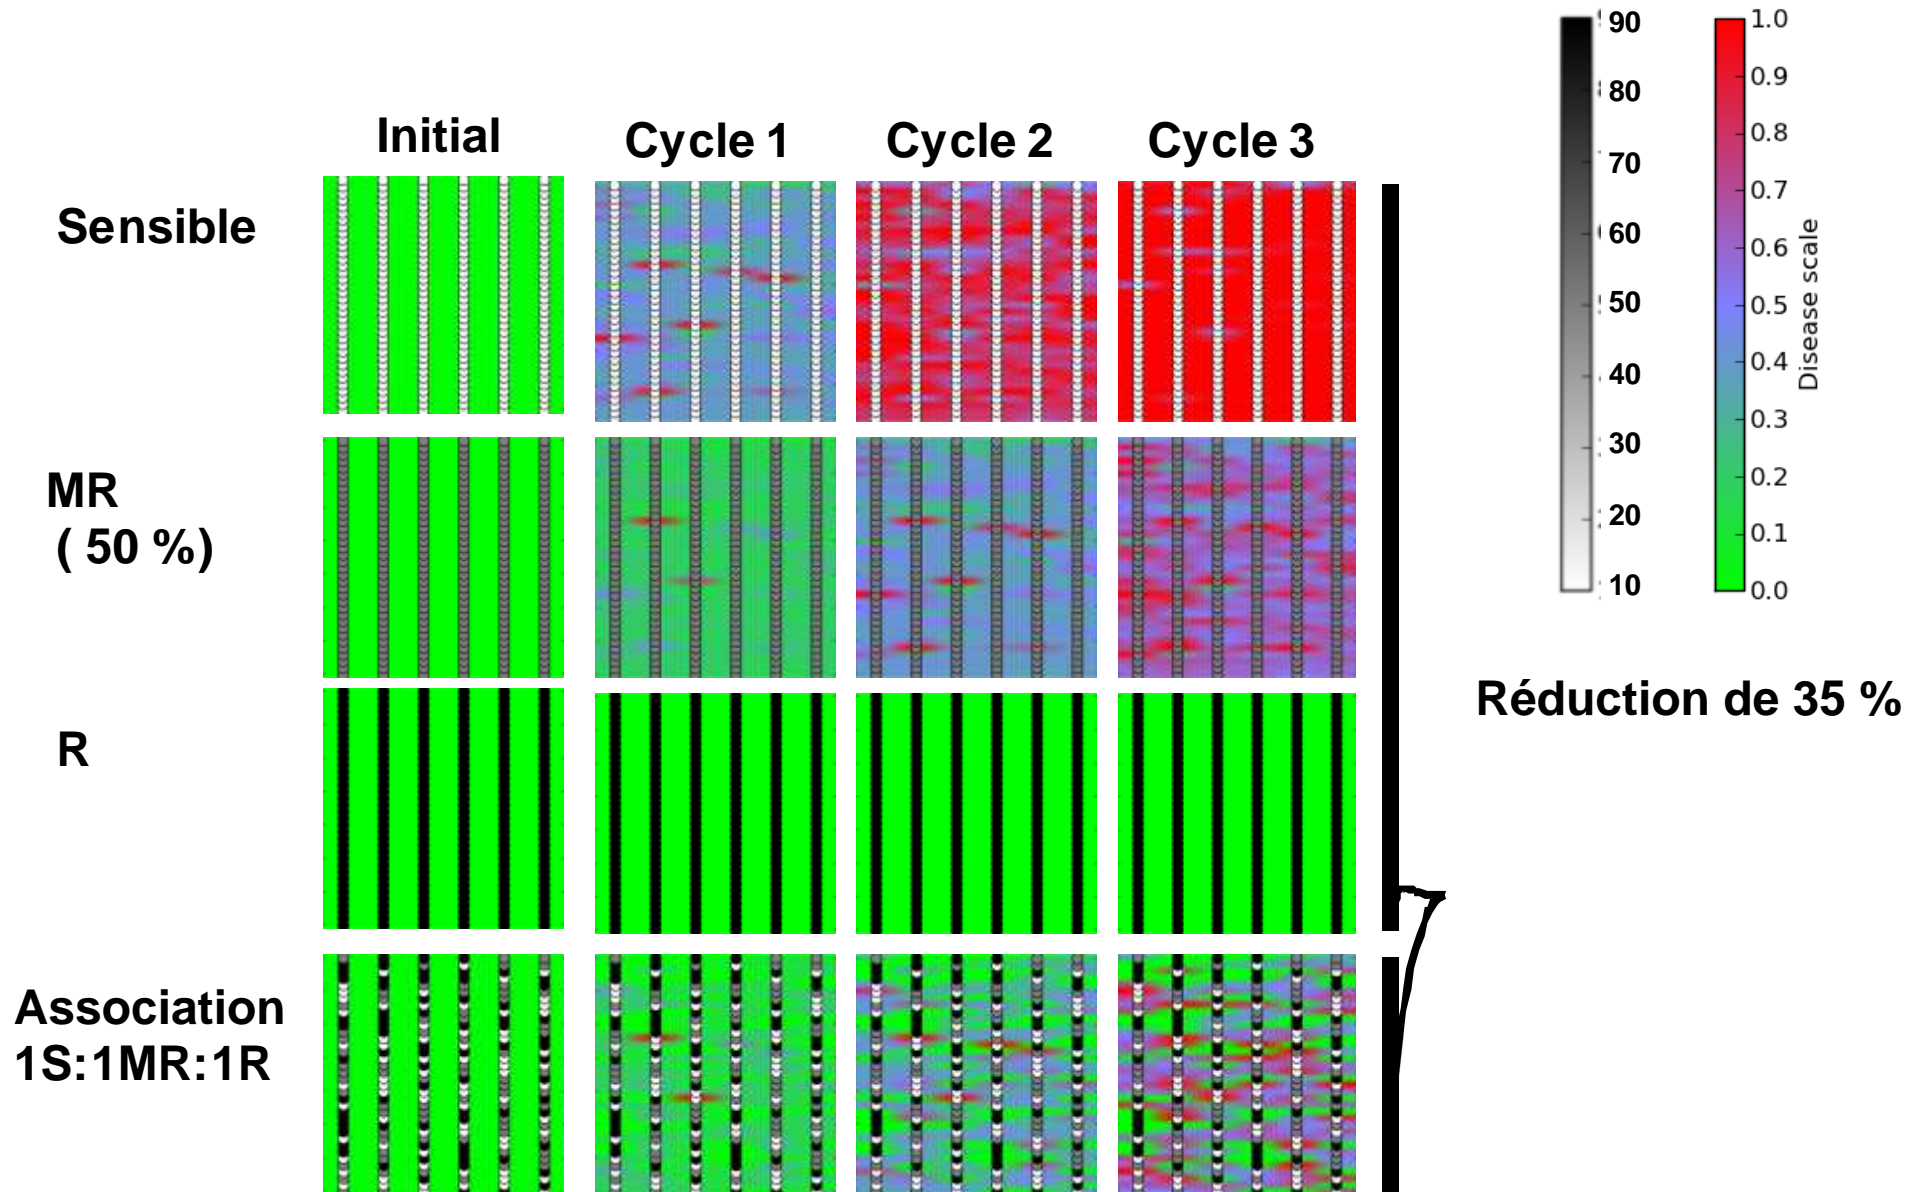 Initial
Cycle 1
Cycle 2
Cycle 3
Sensible
MR
( 50 %)
R
Association
1S:1MR:1R
90
80
70
60
50
40
30
20
10
1.0
0.9
0.8
0.7
0.6
0.5
0.4
0.3
0.2
0.1
0.0
Disease scale
Réduction de 35 %